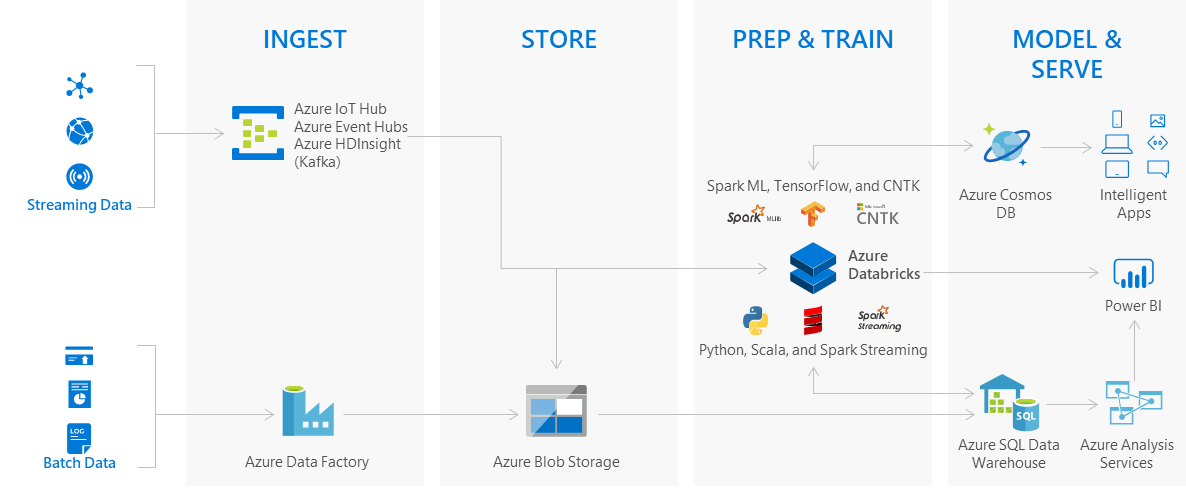 INGEST
STORE
PREP & TRAIN
MODEL &
SERVE
Azure IoT Hub
Azure Event Hubs
Azure HDInsight
(Kafka)
Streaming Data
Spark ML, TensorFlow, and CNTK
Spark MLlib
Microsoft
CNTK
Azure Cosmos
DB
Intelligent
Apps
Azure
Databricks
Power BI
Spark
Streaming
Python, Scala, and Spark Streaming
LOG
Batch Data
Azure Data Factory
Azure Blob Storage
SQL
Azure SQL Data
Warehouse
Azure Analysis
Services